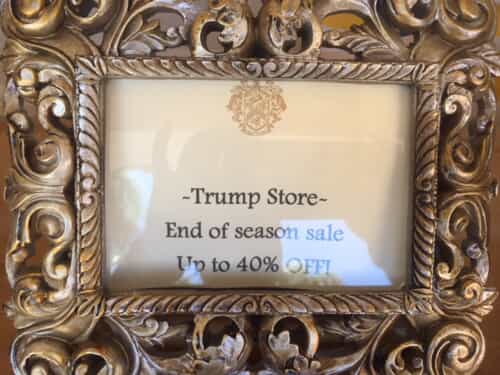 ~Trump Store~
End of season sale
Up to 40% OFF!